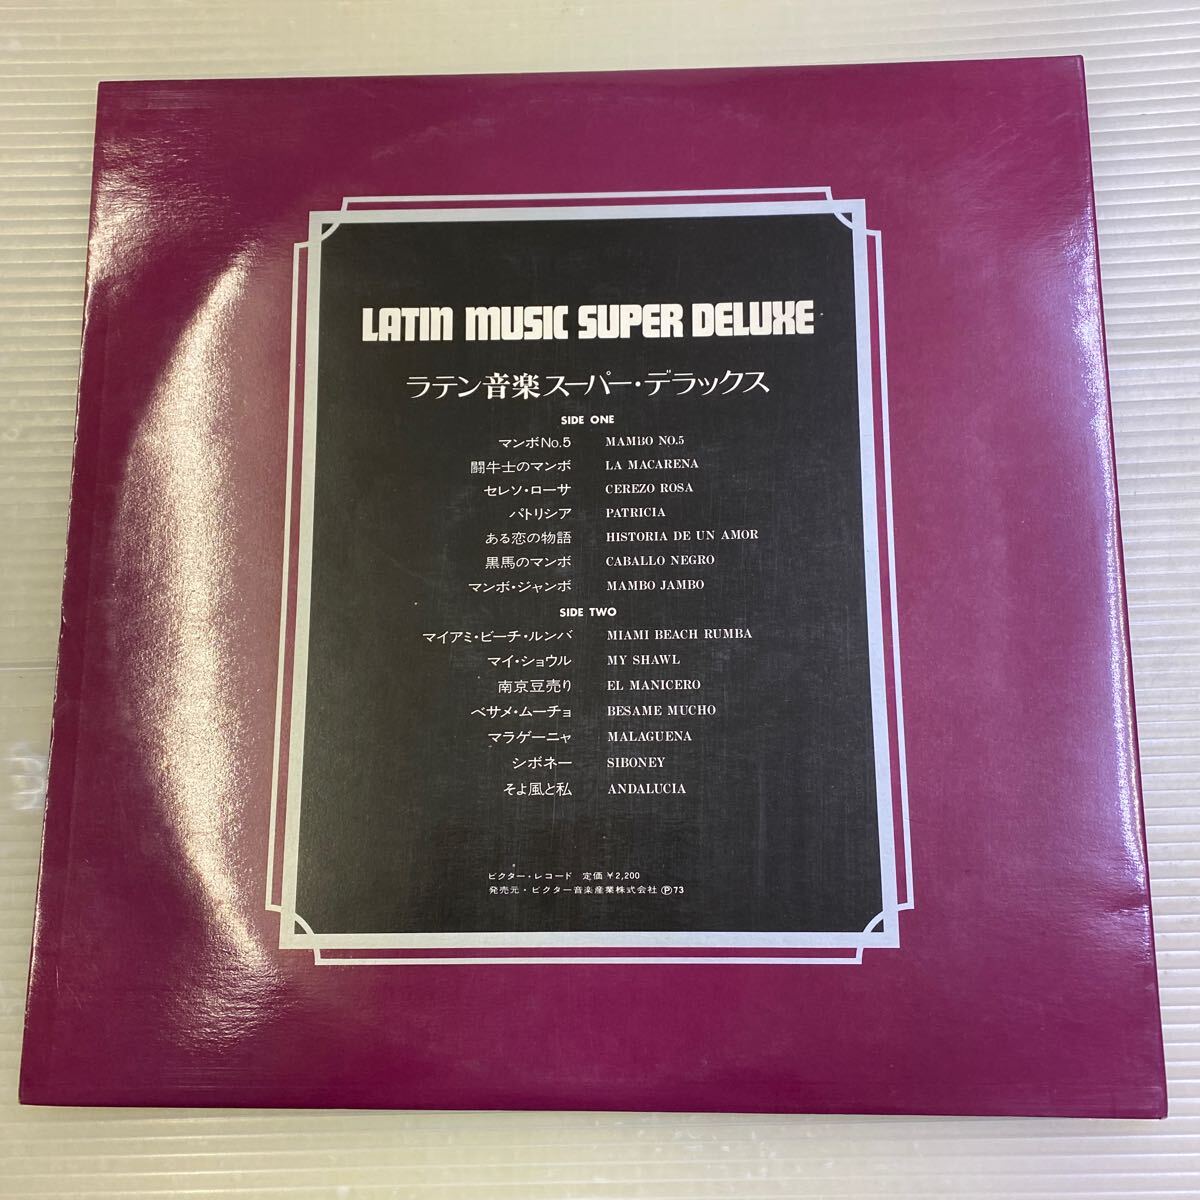 LATIN MUSIC SUPER DELUXE
ラテン音楽スーパー・デラックス
SIDE ONE
マンボNo.5 MAMBO NO.5
闘牛士のマンボ LA MACARENA
セレソ・ローサ CEREZO ROSA
パトリシア PATRICIA
ある恋の物語 HISTORIA DE UN AMOR
黒馬のマンボ CABALLO NEGRO
マンボ・ジャンボ MAMBO JAMBO
SIDE TWO
マイアミ・ビーチ・ルンバ MIAMI BEACH RUMBA
マイ・ショウル MY SHAWL
南京豆売り EL MANICERO
ベサメ・ムーチョ BESAME MUCHO
マラゲーニャ MALAGUENA
シボネー SIBONEY
そよ風と私 ANDALUCIA
ビクター・レコード 定価 ¥2,200
発売元・ビクター音楽産業株式会社 Ⓟ73